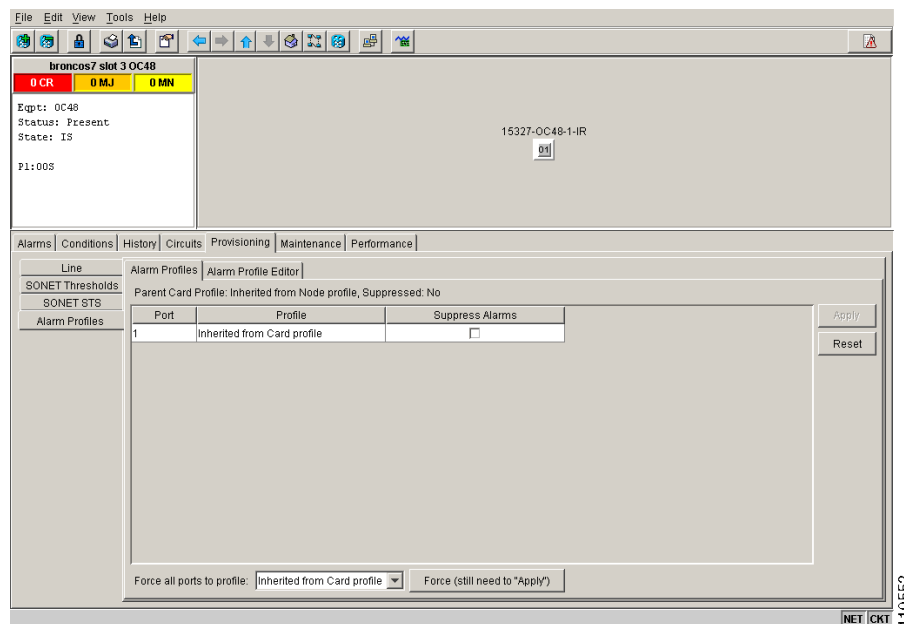 File Edit View Tools Help
broncos7 slot 3 OC48
0 CR 0 MJ 0 MN
Eqpt: OC48
Status: Present
State: IS
P1:OOS
15327-OC48-1-IR
01
Alarms Conditions History Circuits Provisioning Maintenance Performance
Line
SONET Thresholds
SONET STS
Alarm Profiles
Alarm Profiles Alarm Profile Editor
Parent Card Profile: Inherited from Node profile, Suppressed: No
Port Profile Suppress Alarms
1 Inherited from Card profile
Apply
Reset
Force all ports to profile: Inherited from Card profile Force (still need to "Apply")
NET CKT
110552